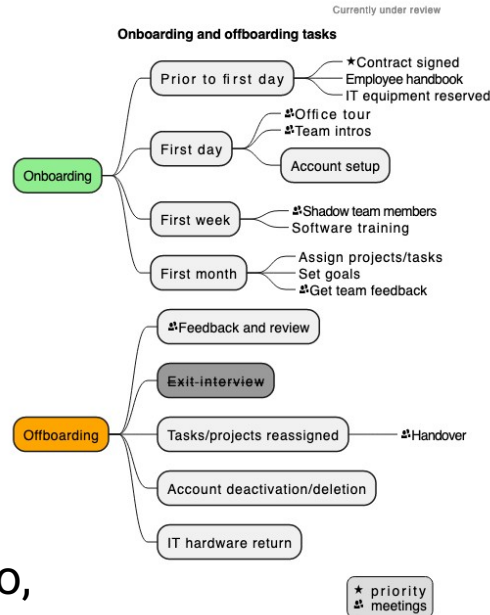 Currently under review
Onboarding and offboarding tasks
Prior to first day
★Contract signed
Employee handbook
IT equipment reserved
First day
Office tour
Team intros
Account setup
Onboarding
First week
Shadow team members
Software training
First month
Assign projects/tasks
Set goals
Get team feedback
Feedback and review
Exit interview
Offboarding
Tasks/projects reassigned
Handover
Account deactivation/deletion
IT hardware return
o,
★ priority
meetings